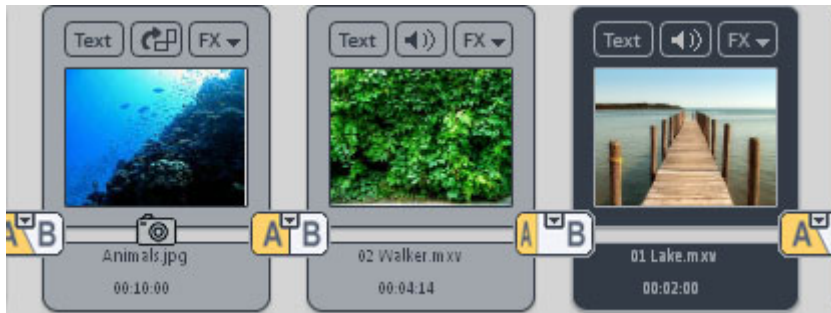 Text FX
Text FX
Text FX
A B
A B
A B
A
Animals.jpg
02 Walker.mxv
01 Lake.mxv
00:10:00
00:04:14
00:02:00